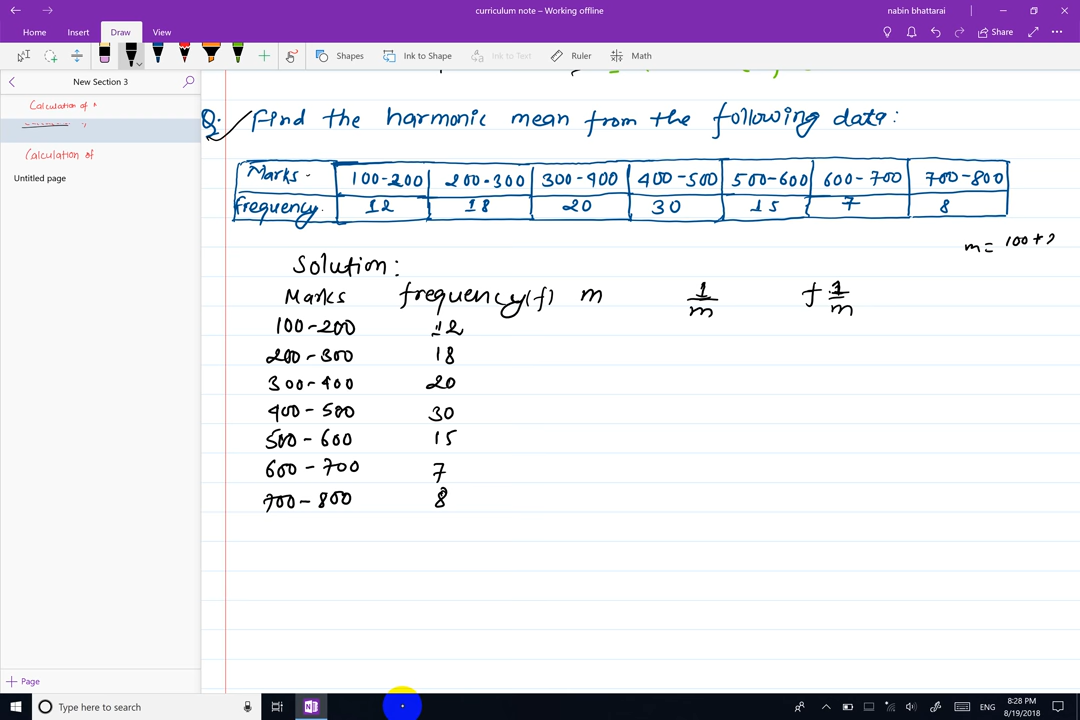 curriculum note – Working offline
nabin bhattarai
Home Insert Draw View
Share
Shapes Ink to Shape Ink to Text Ruler Math
New Section 3
Calculation of
Calculation of
Untitled page
Page
Q. Find the harmonic mean from the following data:
Marks. 100-200 200-300 300-400 400-500 500-600 600-700 700-800
frequency. 12 18 20 30 15 7 8
m = 100+
Solution:
Marks frequency(f) m 1/m f·1/m
100-200 12
200-300 18
300-400 20
400-500 30
500-600 15
600-700 7
700-800 8
Type here to search
ENG
8:28 PM
8/19/2018